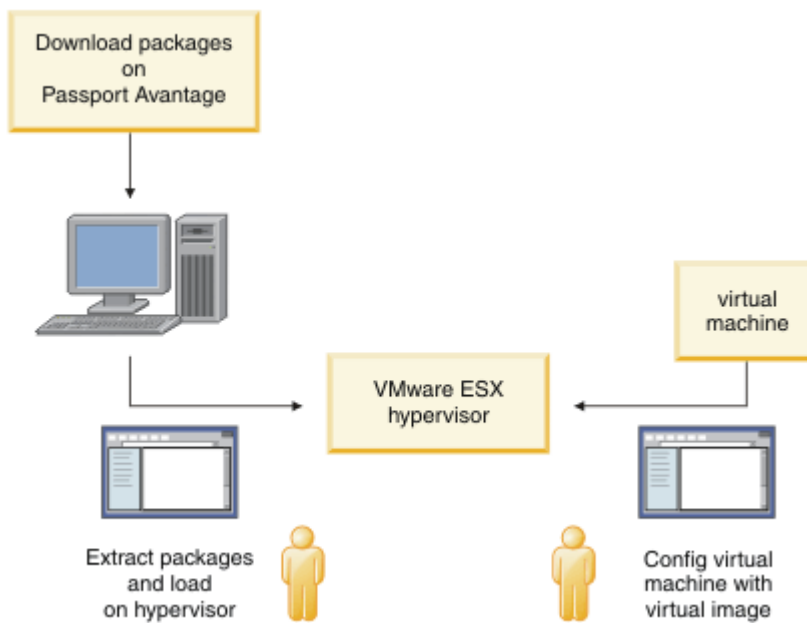 Download packages
on
Passport Avantage
virtual
machine
VMware ESX
hypervisor
Extract packages
and load
on hypervisor
Config virtual
machine with
virtual image